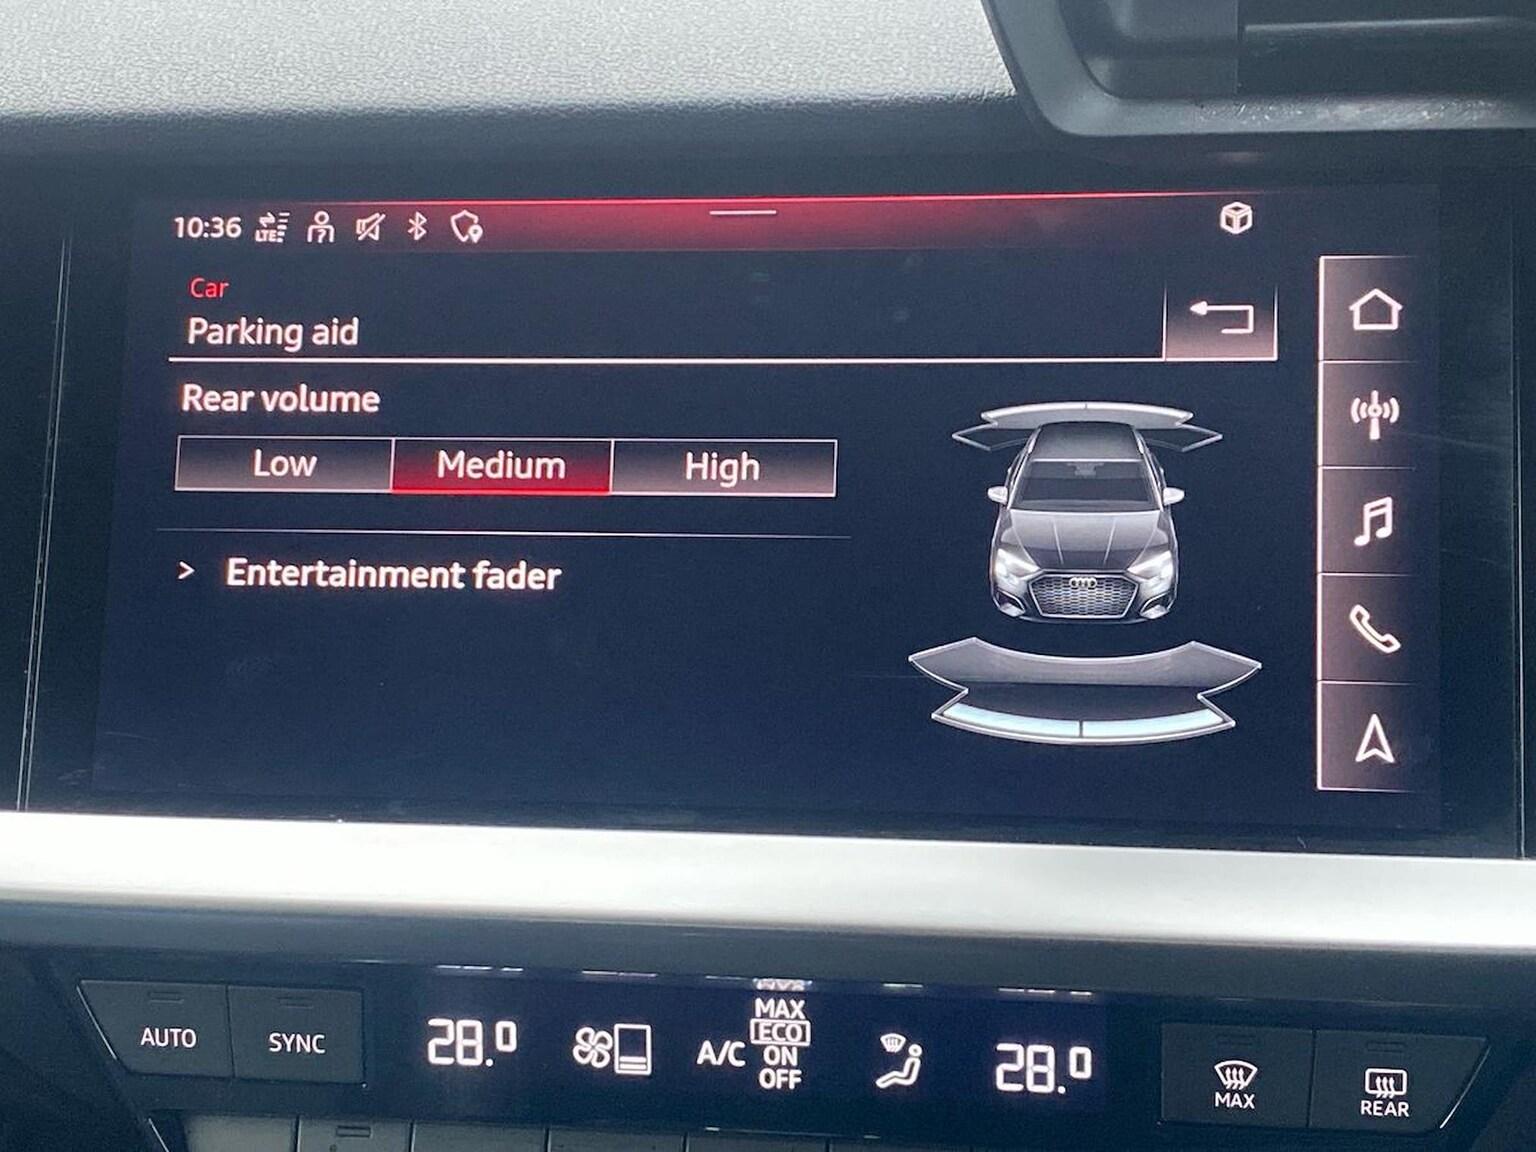 10:36 LTE
Car
Parking aid
Rear volume
Low Medium High
> Entertainment fader
AUTO SYNC 28.0 A/C MAX
ECO
ON
OFF
28.0 MAX REAR